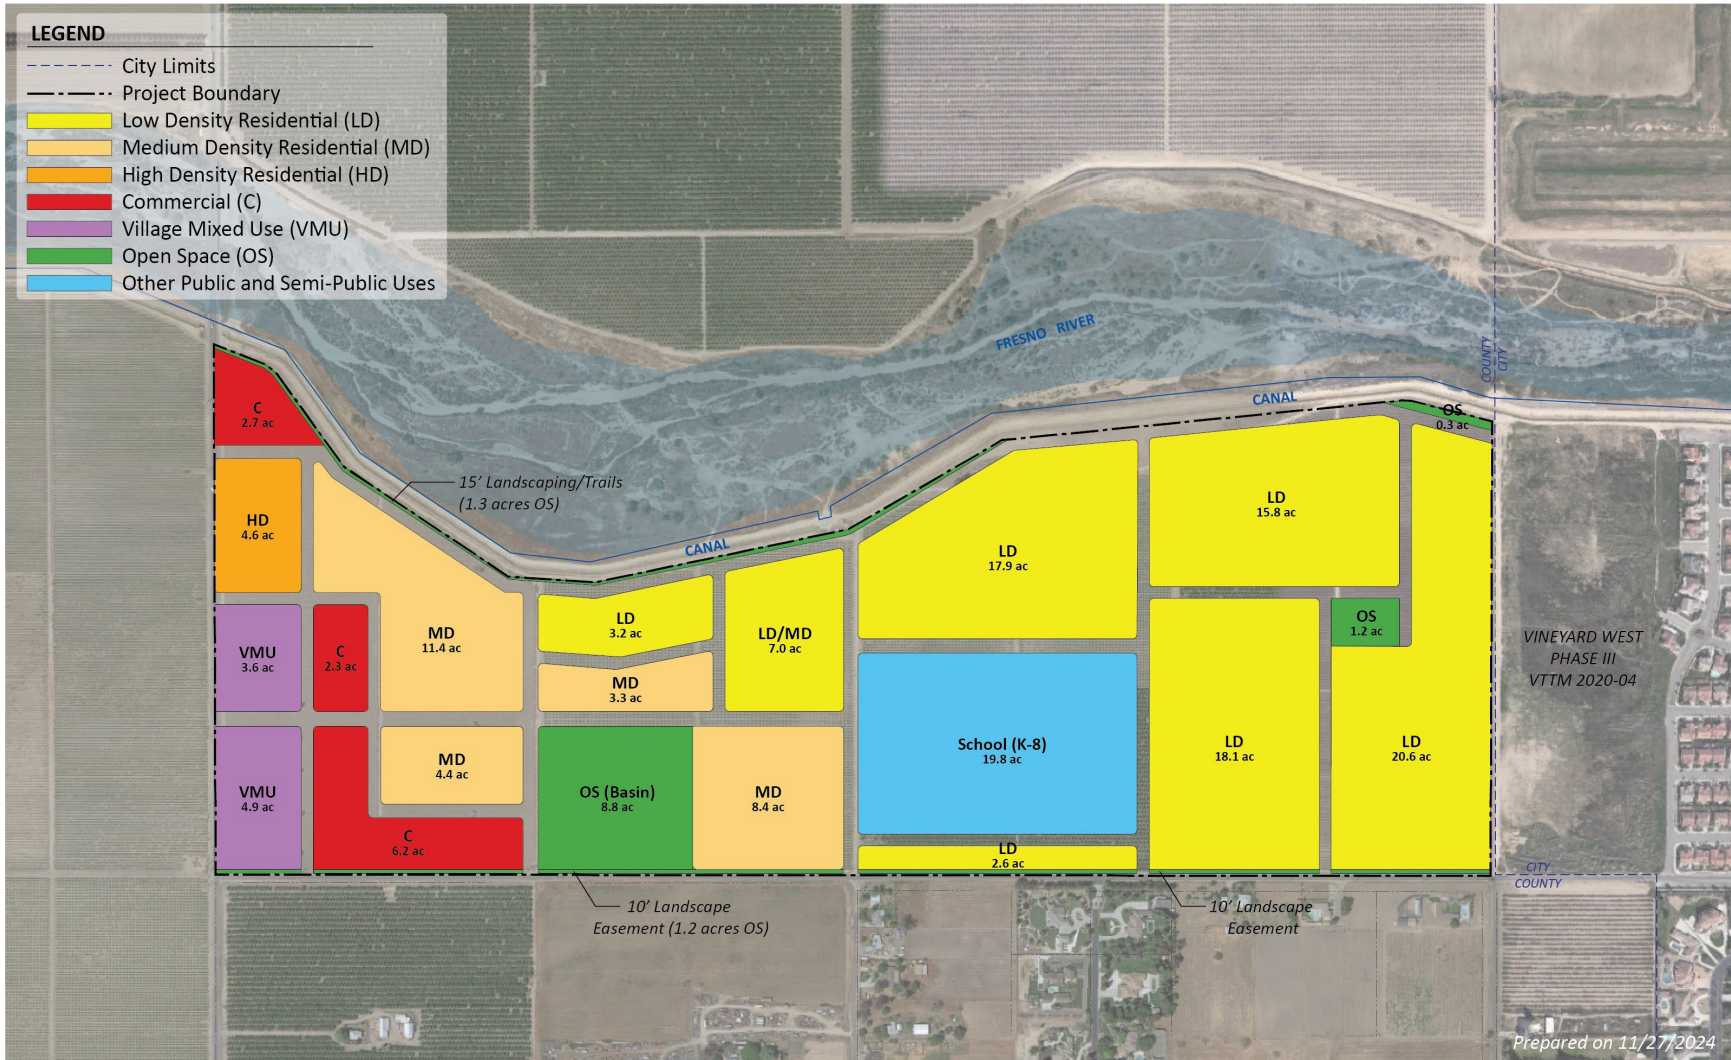 LEGEND
City Limits
Project Boundary
Low Density Residential (LD)
Medium Density Residential (MD)
High Density Residential (HD)
Commercial (C)
Village Mixed Use (VMU)
Open Space (OS)
Other Public and Semi-Public Uses
FRESNO RIVER
COUNTY
CITY
CANAL
C
2.7 ac
OS
0.3 ac
15' Landscaping/Trails
(1.3 acres OS)
HD
4.6 ac
LD
15.8 ac
CANAL
LD
17.9 ac
LD
3.2 ac
LD/MD
7.0 ac
MD
11.4 ac
OS
1.2 ac
VMU
3.6 ac
C
2.3 ac
MD
3.3 ac
VINEYARD WEST
PHASE III
VTTM 2020-04
School (K-8)
19.8 ac
LD
18.1 ac
LD
20.6 ac
MD
4.4 ac
VMU
4.9 ac
OS (Basin)
8.8 ac
MD
8.4 ac
C
6.2 ac
LD
2.6 ac
CITY
COUNTY
10' Landscape
Easement (1.2 acres OS)
10' Landscape
Easement
Prepared on 11/27/2024